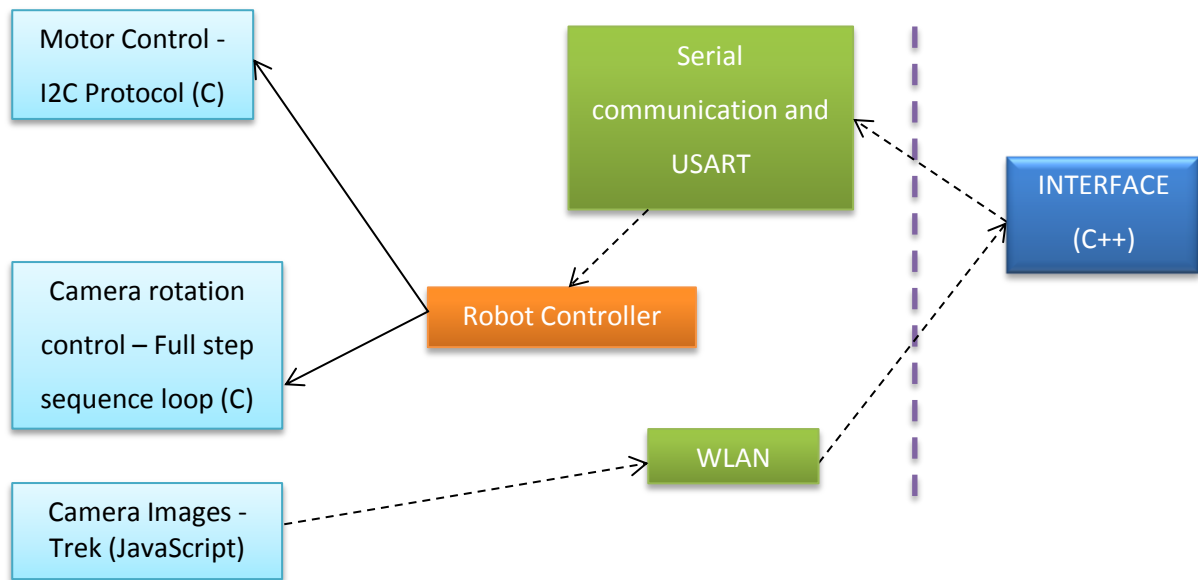 Motor Control -
I2C Protocol (C)
Serial
communication and
USART
INTERFACE
(C++)
Camera rotation
control – Full step
sequence loop (C)
Robot Controller
WLAN
Camera Images -
Trek (JavaScript)